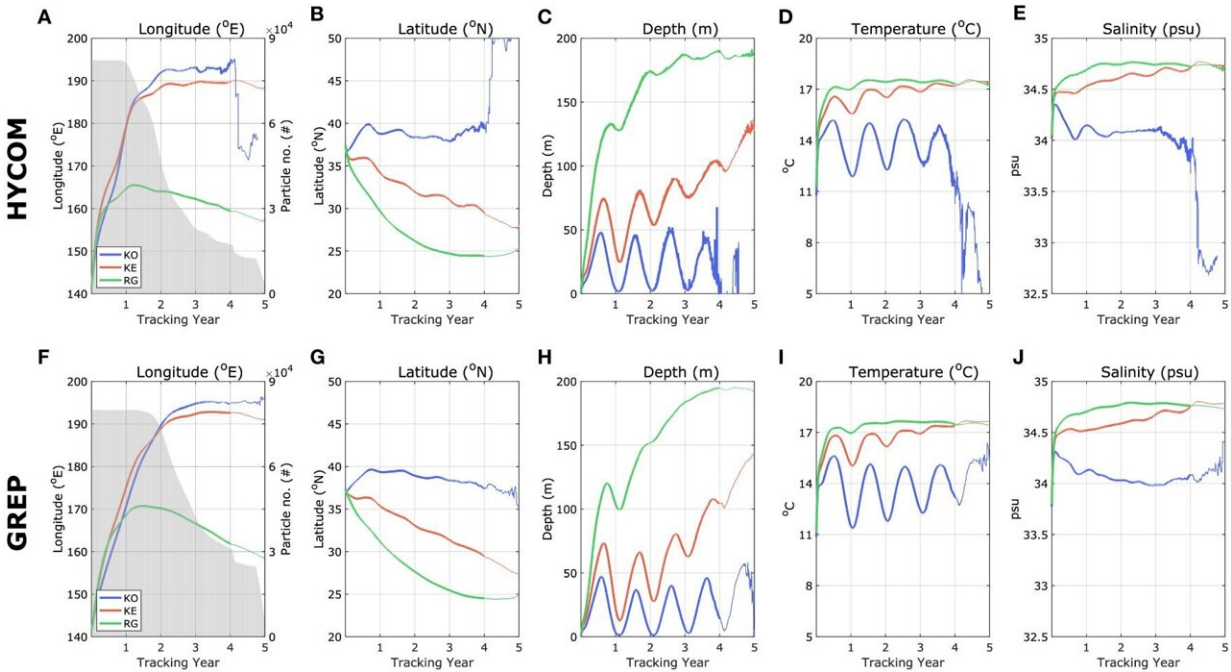 A
Longitude (°E)
×10⁴
200
190
180
170
160
150
140
Longitude (°E)
9
6
3
0
Particle no. (#)
KO
KE
RG
1
2
3
4
5
Tracking Year
B
Latitude (°N)
50
45
40
35
30
25
20
Latitude (°N)
0
1
2
3
4
5
Tracking Year
C
Depth (m)
200
150
100
50
0
Depth (m)
1
2
3
4
5
Tracking Year
D
Temperature (°C)
20
17
14
11
8
5
°C
1
2
3
4
5
Tracking Year
E
Salinity (psu)
35
34.5
34
33.5
33
32.5
psu
1
2
3
4
5
Tracking Year
HYCOM
F
Longitude (°E)
×10⁴
200
190
180
170
160
150
140
Longitude (°E)
9
6
3
0
Particle no. (#)
KO
KE
RG
1
2
3
4
5
Tracking Year
G
Latitude (°N)
50
45
40
35
30
25
20
Latitude (°N)
0
1
2
3
4
5
Tracking Year
H
Depth (m)
200
150
100
50
0
Depth (m)
1
2
3
4
5
Tracking Year
I
Temperature (°C)
20
17
14
11
8
5
°C
1
2
3
4
5
Tracking Year
J
Salinity (psu)
35
34.5
34
33.5
33
32.5
psu
1
2
3
4
5
Tracking Year
GREP